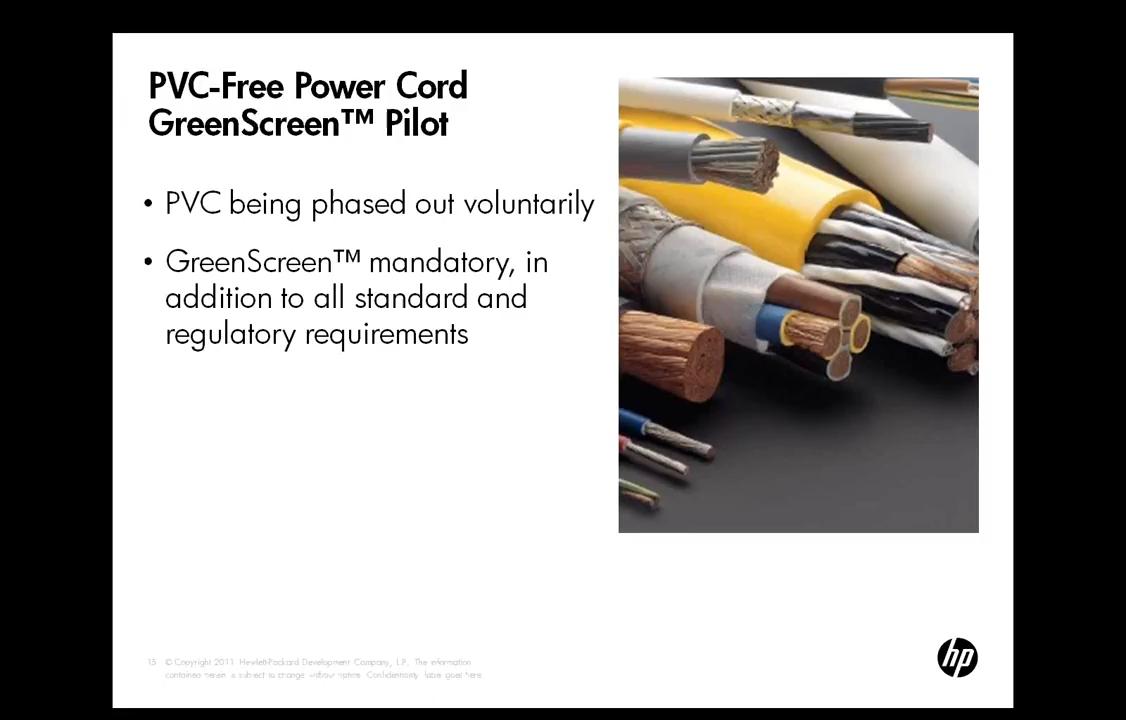 PVC-Free Power Cord
GreenScreen™ Pilot
• PVC being phased out voluntarily
• GreenScreen™ mandatory, in
addition to all standard and
regulatory requirements
15 © Copyright 2011 Hewlett-Packard Development Company, L.P. The information
contained herein is subject to change without notice. Confidentiality label goes here
hp